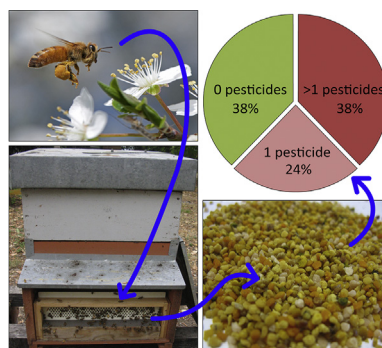 0 pesticides
38%
>1 pesticides
38%
1 pesticide
24%